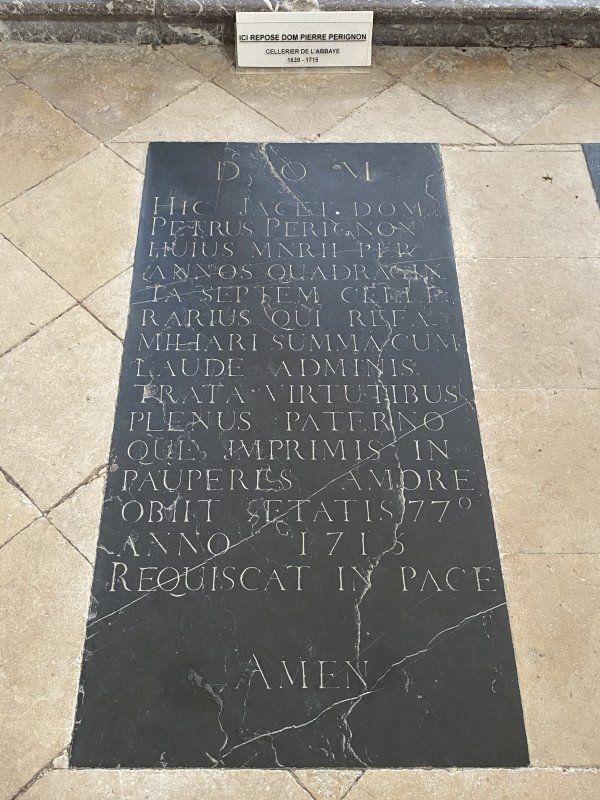 ICI REPOSE DOM PIERRE PERIGNON
CELLERIER DE L'ABBAYE
1639 - 1715
D. O. M
HIC JACET. DOM.
PETRUS PERIGNON
HUIUS MNRII PER
ANNOS QUADRAGIN
TA SEPTEM CELLE
RARIUS QUI REFA
MILIARI SUMMA CUM
LAUDE ADMINIS
TRATA VIRTUTIBUS
PLENUS PATERNO
QUE IMPRIMIS IN
PAUPERES AMORE
OBIIT ÆTATIS 77°
ANNO 1715
REQUISCAT IN PACE
AMEN